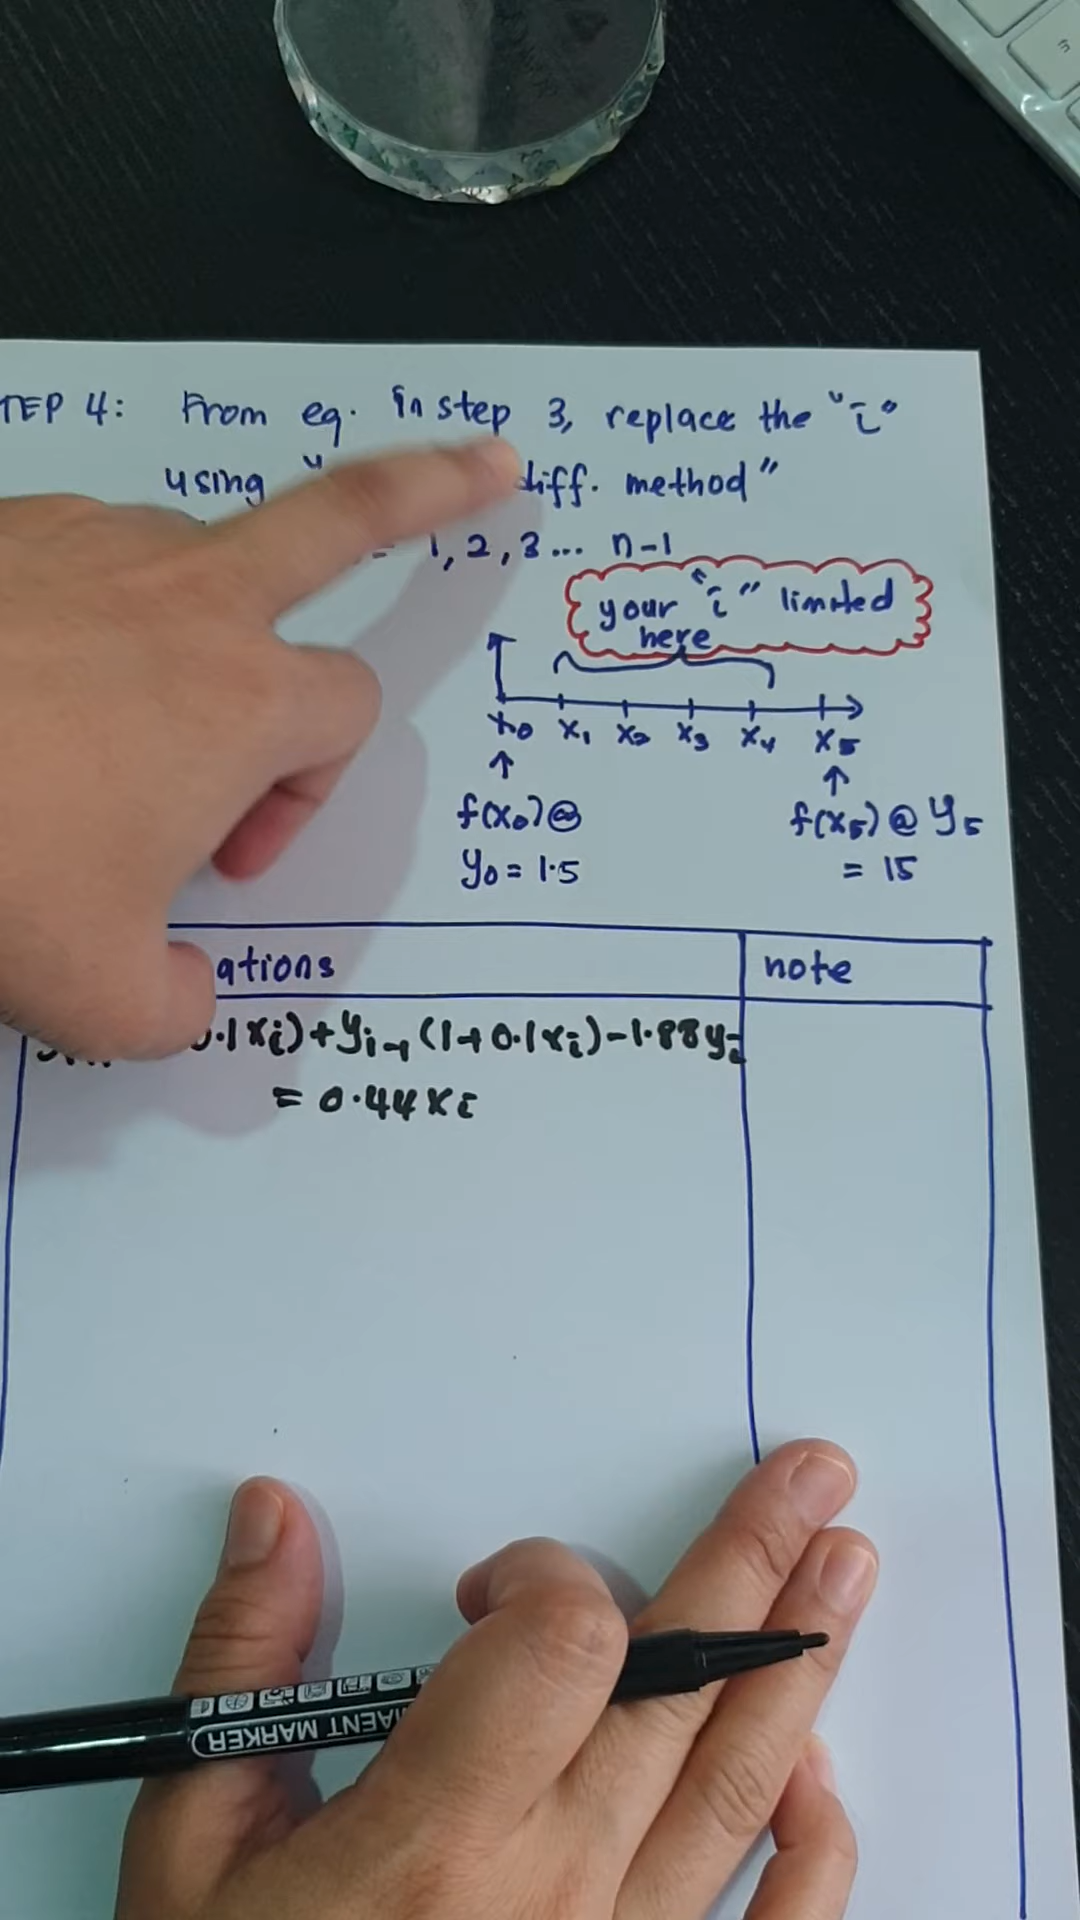 TEP 4: From eq. in step 3, replace the "i"
using " diff. method"
= 1, 2, 3... n-1
your "i" limited
here
x0 x1 x2 x3 x4 x5
f(x0) @
y0 = 1.5
f(x5) @ y5
= 15
ations
note
0.1xi) + yi-1 (1+0.1xi) - 1.88yi
= 0.44xi
MAENT MARKER